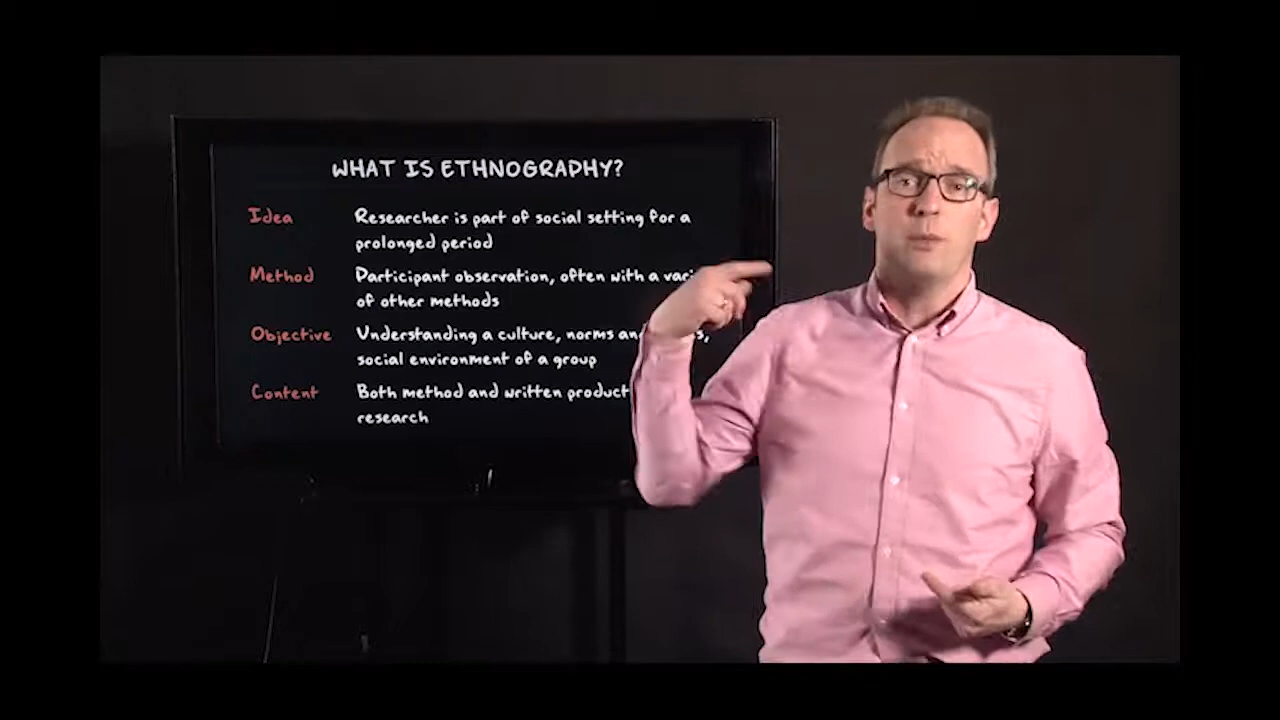 WHAT IS ETHNOGRAPHY?
Idea Researcher is part of social setting for a
prolonged period
Method Participant observation, often with a
of other methods
Objective Understanding a culture, norms
social environment of a group
Content Both method and written product
research